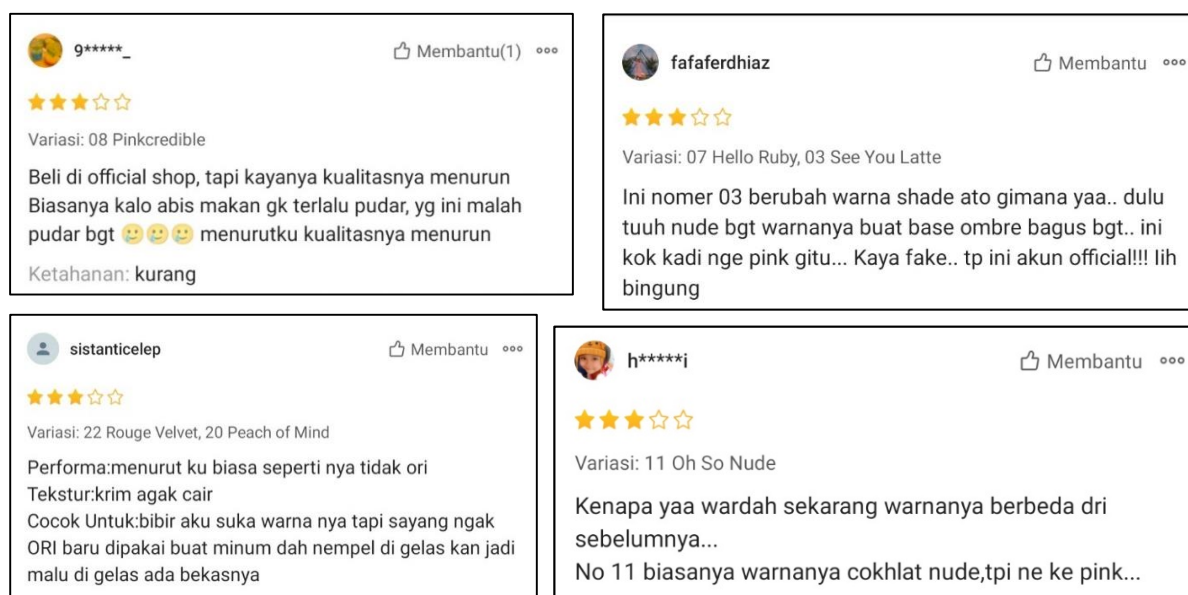 9*****_
Membantu(1)
Variasi: 08 Pinkcredible
Beli di official shop, tapi kayanya kualitasnya menurun
Biasanya kalo abis makan gk terlalu pudar, yg ini malah
pudar bgt 🥲🥲🥲 menurutku kualitasnya menurun
Ketahanan: kurang
fafaferdhiaz
Membantu
Variasi: 07 Hello Ruby, 03 See You Latte
Ini nomer 03 berubah warna shade ato gimana yaa.. dulu
tuuh nude bgt warnanya buat base ombre bagus bgt.. ini
kok kadi nge pink gitu... Kaya fake.. tp ini akun official!!! Iih
bingung
sistanticelep
Membantu
Variasi: 22 Rouge Velvet, 20 Peach of Mind
Performa:menurut ku biasa seperti nya tidak ori
Tekstur:krim agak cair
Cocok Untuk:bibir aku suka warna nya tapi sayang ngak
ORI baru dipakai buat minum dah nempel di gelas kan jadi
malu di gelas ada bekasnya
h*****i
Membantu
Variasi: 11 Oh So Nude
Kenapa yaa wardah sekarang warnanya berbeda dri
sebelumnya...
No 11 biasanya warnanya cokhlat nude,tpi ne ke pink...